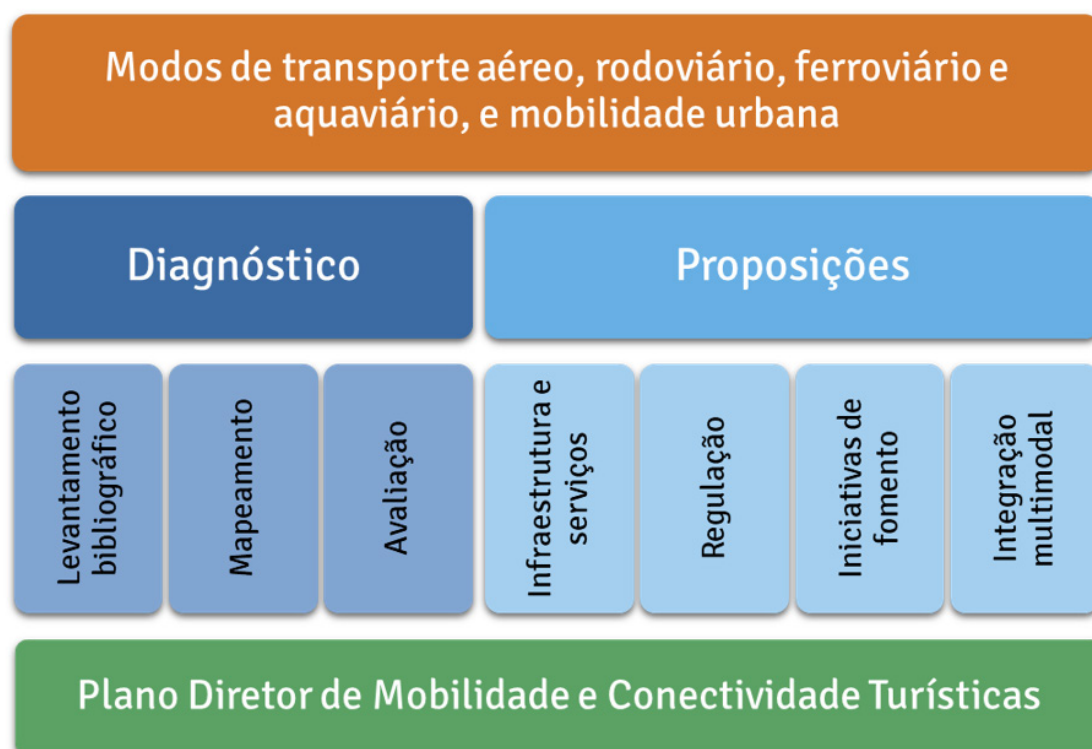 Modos de transporte aéreo, rodoviário, ferroviário e
aquaviário, e mobilidade urbana
Diagnóstico
Proposições
Levantamento
bibliográfico
Mapeamento
Avaliação
Infraestrutura e
serviços
Regulação
Iniciativas de
fomento
Integração
multimodal
Plano Diretor de Mobilidade e Conectividade Turísticas